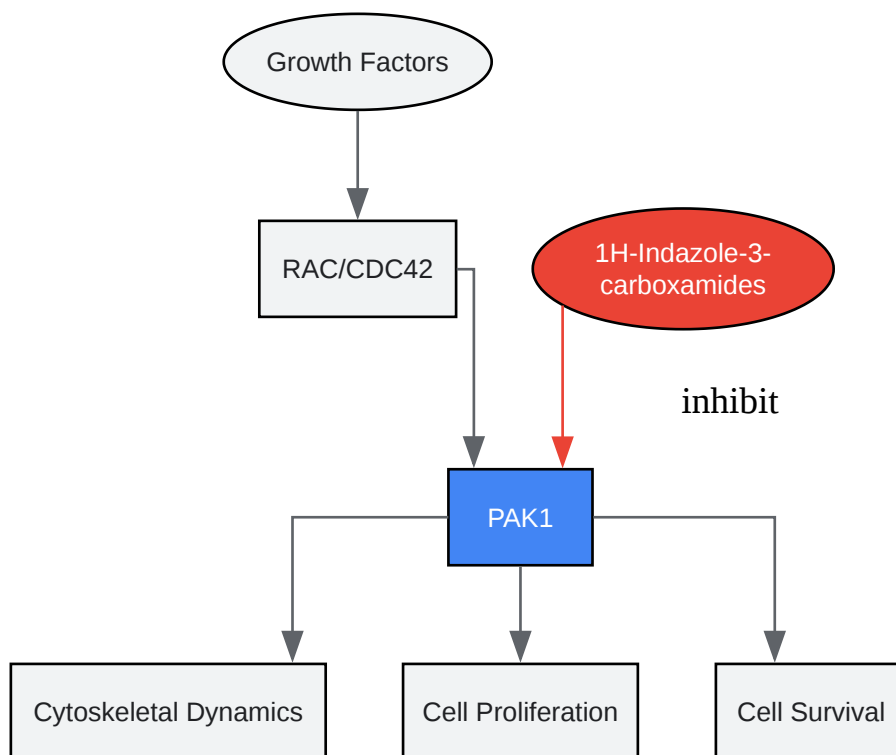 Growth Factors
RAC/CDC42
1H-Indazole-3-
carboxamides
inhibit
PAK1
Cytoskeletal Dynamics
Cell Proliferation
Cell Survival